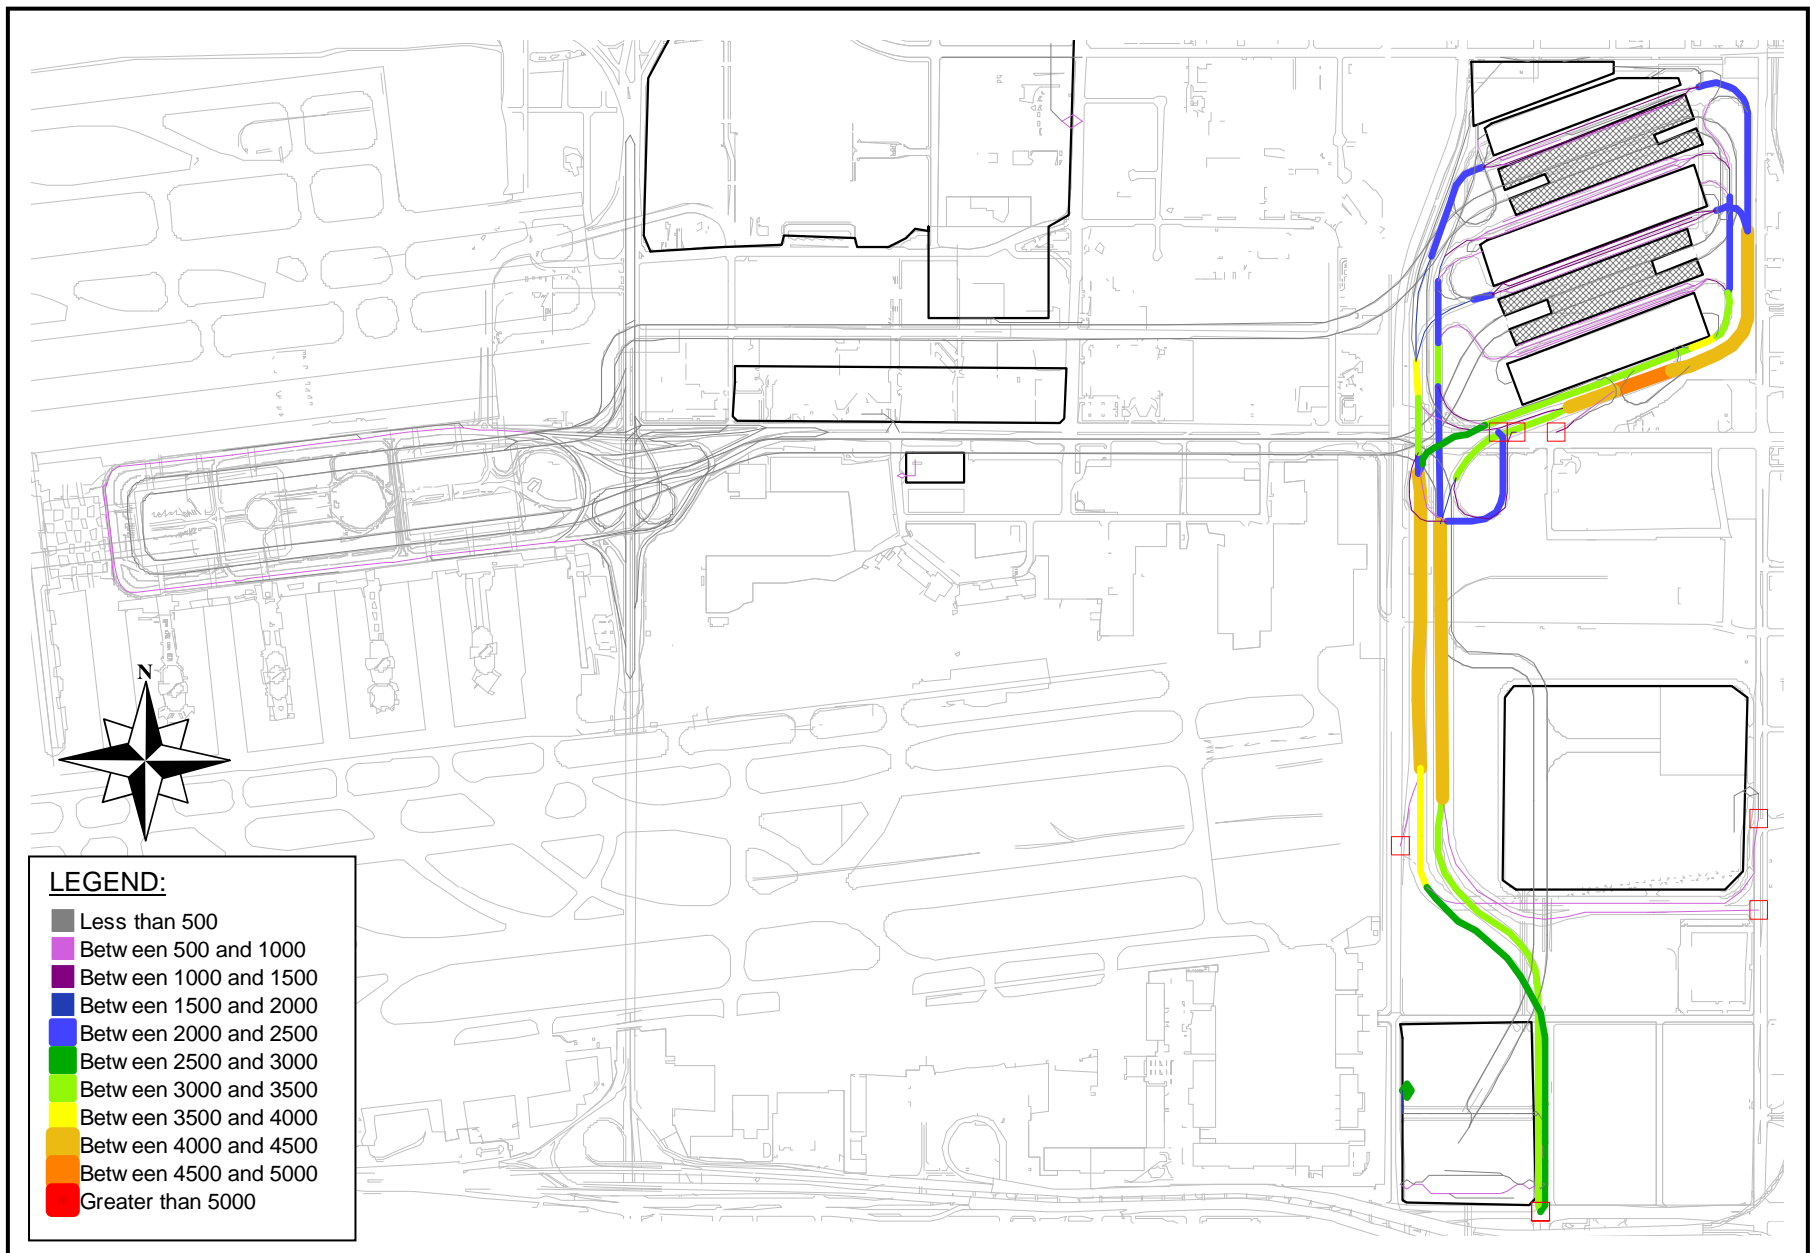 N
LEGEND:
Less than 500
Betw een 500 and 1000
Betw een 1000 and 1500
Betw een 1500 and 2000
Betw een 2000 and 2500
Betw een 2500 and 3000
Betw een 3000 and 3500
Betw een 3500 and 4000
Betw een 4000 and 4500
Betw een 4500 and 5000
Greater than 5000